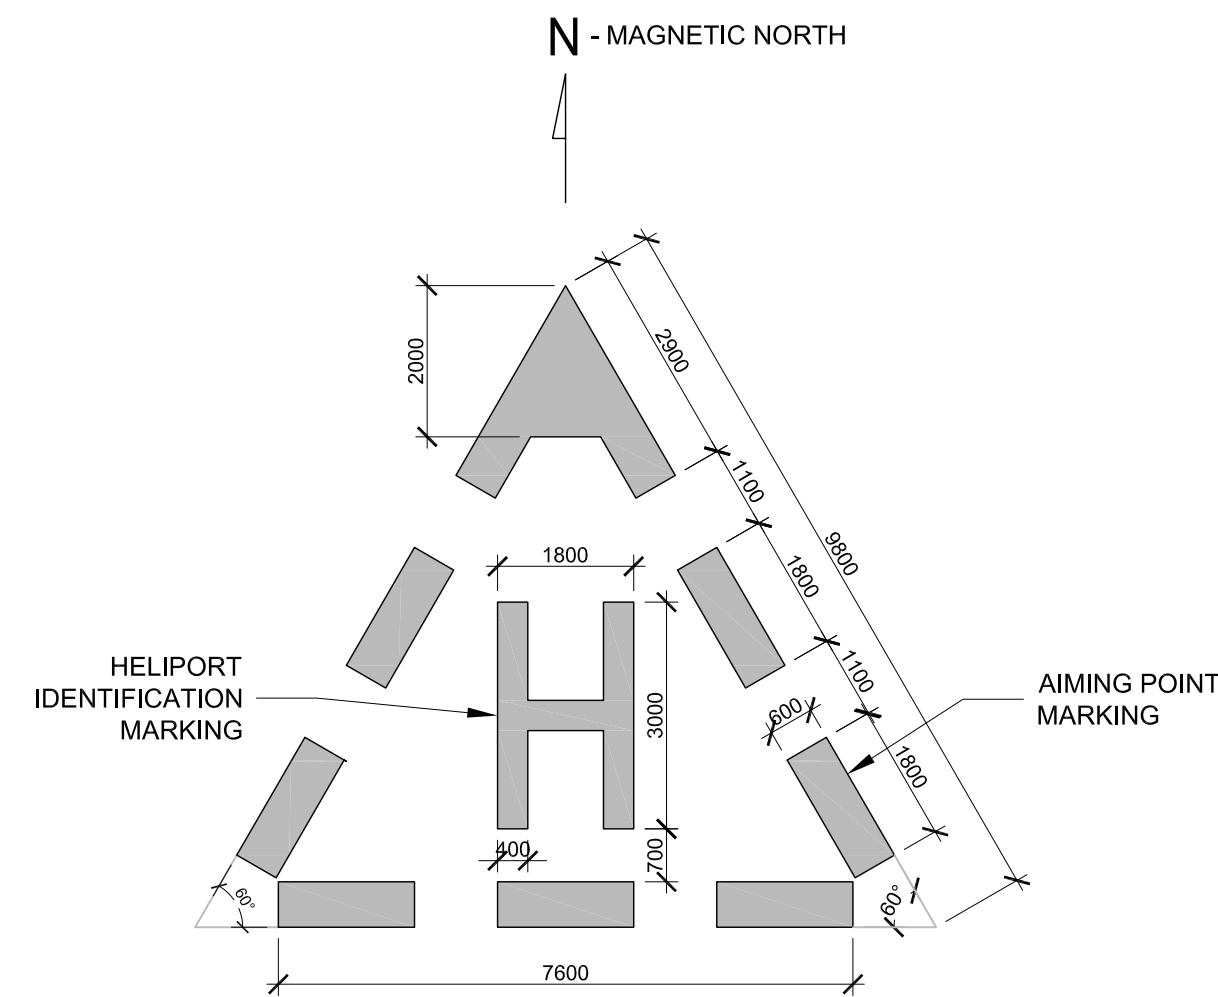 N - MAGNETIC NORTH
2000
2900
1100
1800
9800
1800
3000
1100
600
1800
HELIPORT
IDENTIFICATION
MARKING
AIMING POINT
MARKING
400
700
60°
60°
7600